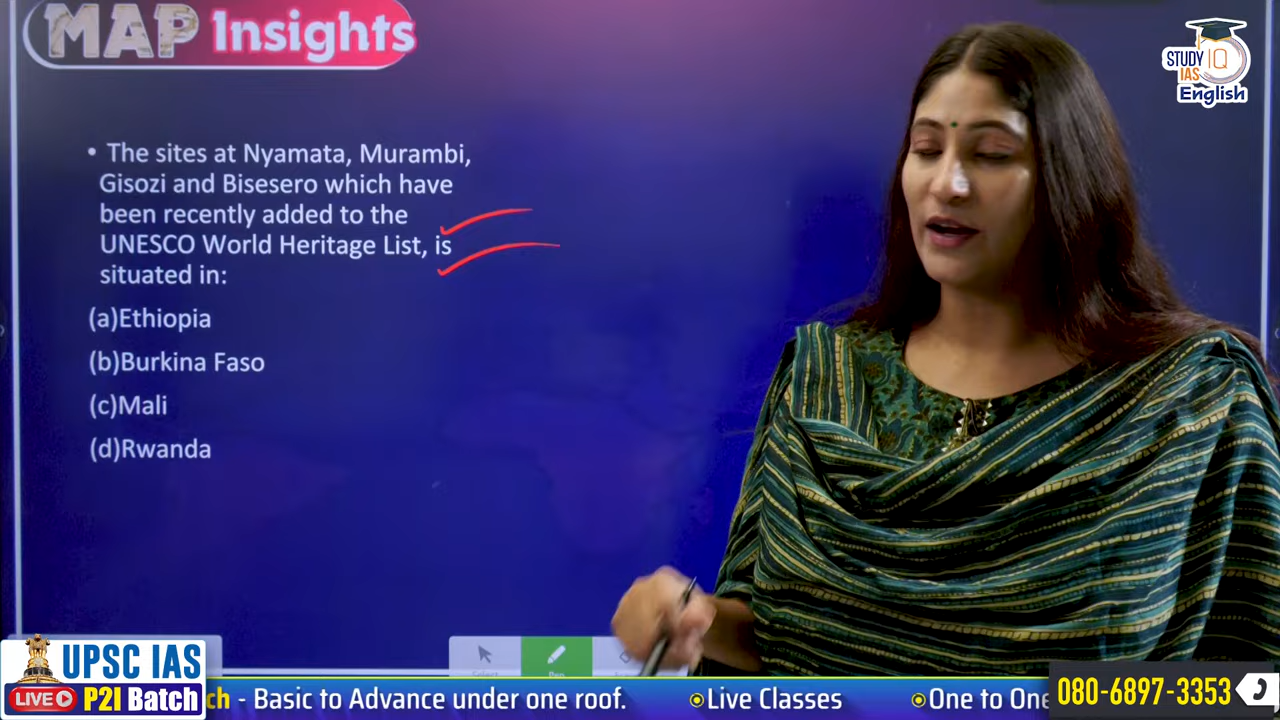 MAP Insights
STUDY IQ
IAS
English
• The sites at Nyamata, Murambi,
Gisozi and Bisesero which have
been recently added to the
UNESCO World Heritage List, is
situated in:
(a)Ethiopia
(b)Burkina Faso
(c)Mali
(d)Rwanda
UPSC IAS
LIVE P2I Batch
ch - Basic to Advance under one roof. Live Classes One to One
080-6897-3353